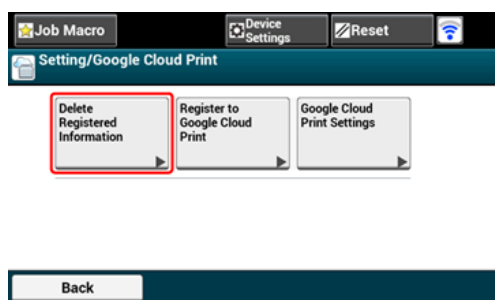 Job Macro
Device
Settings
Reset
Setting/Google Cloud Print
Delete
Registered
Information
Register to
Google Cloud
Print
Google Cloud
Print Settings
Back